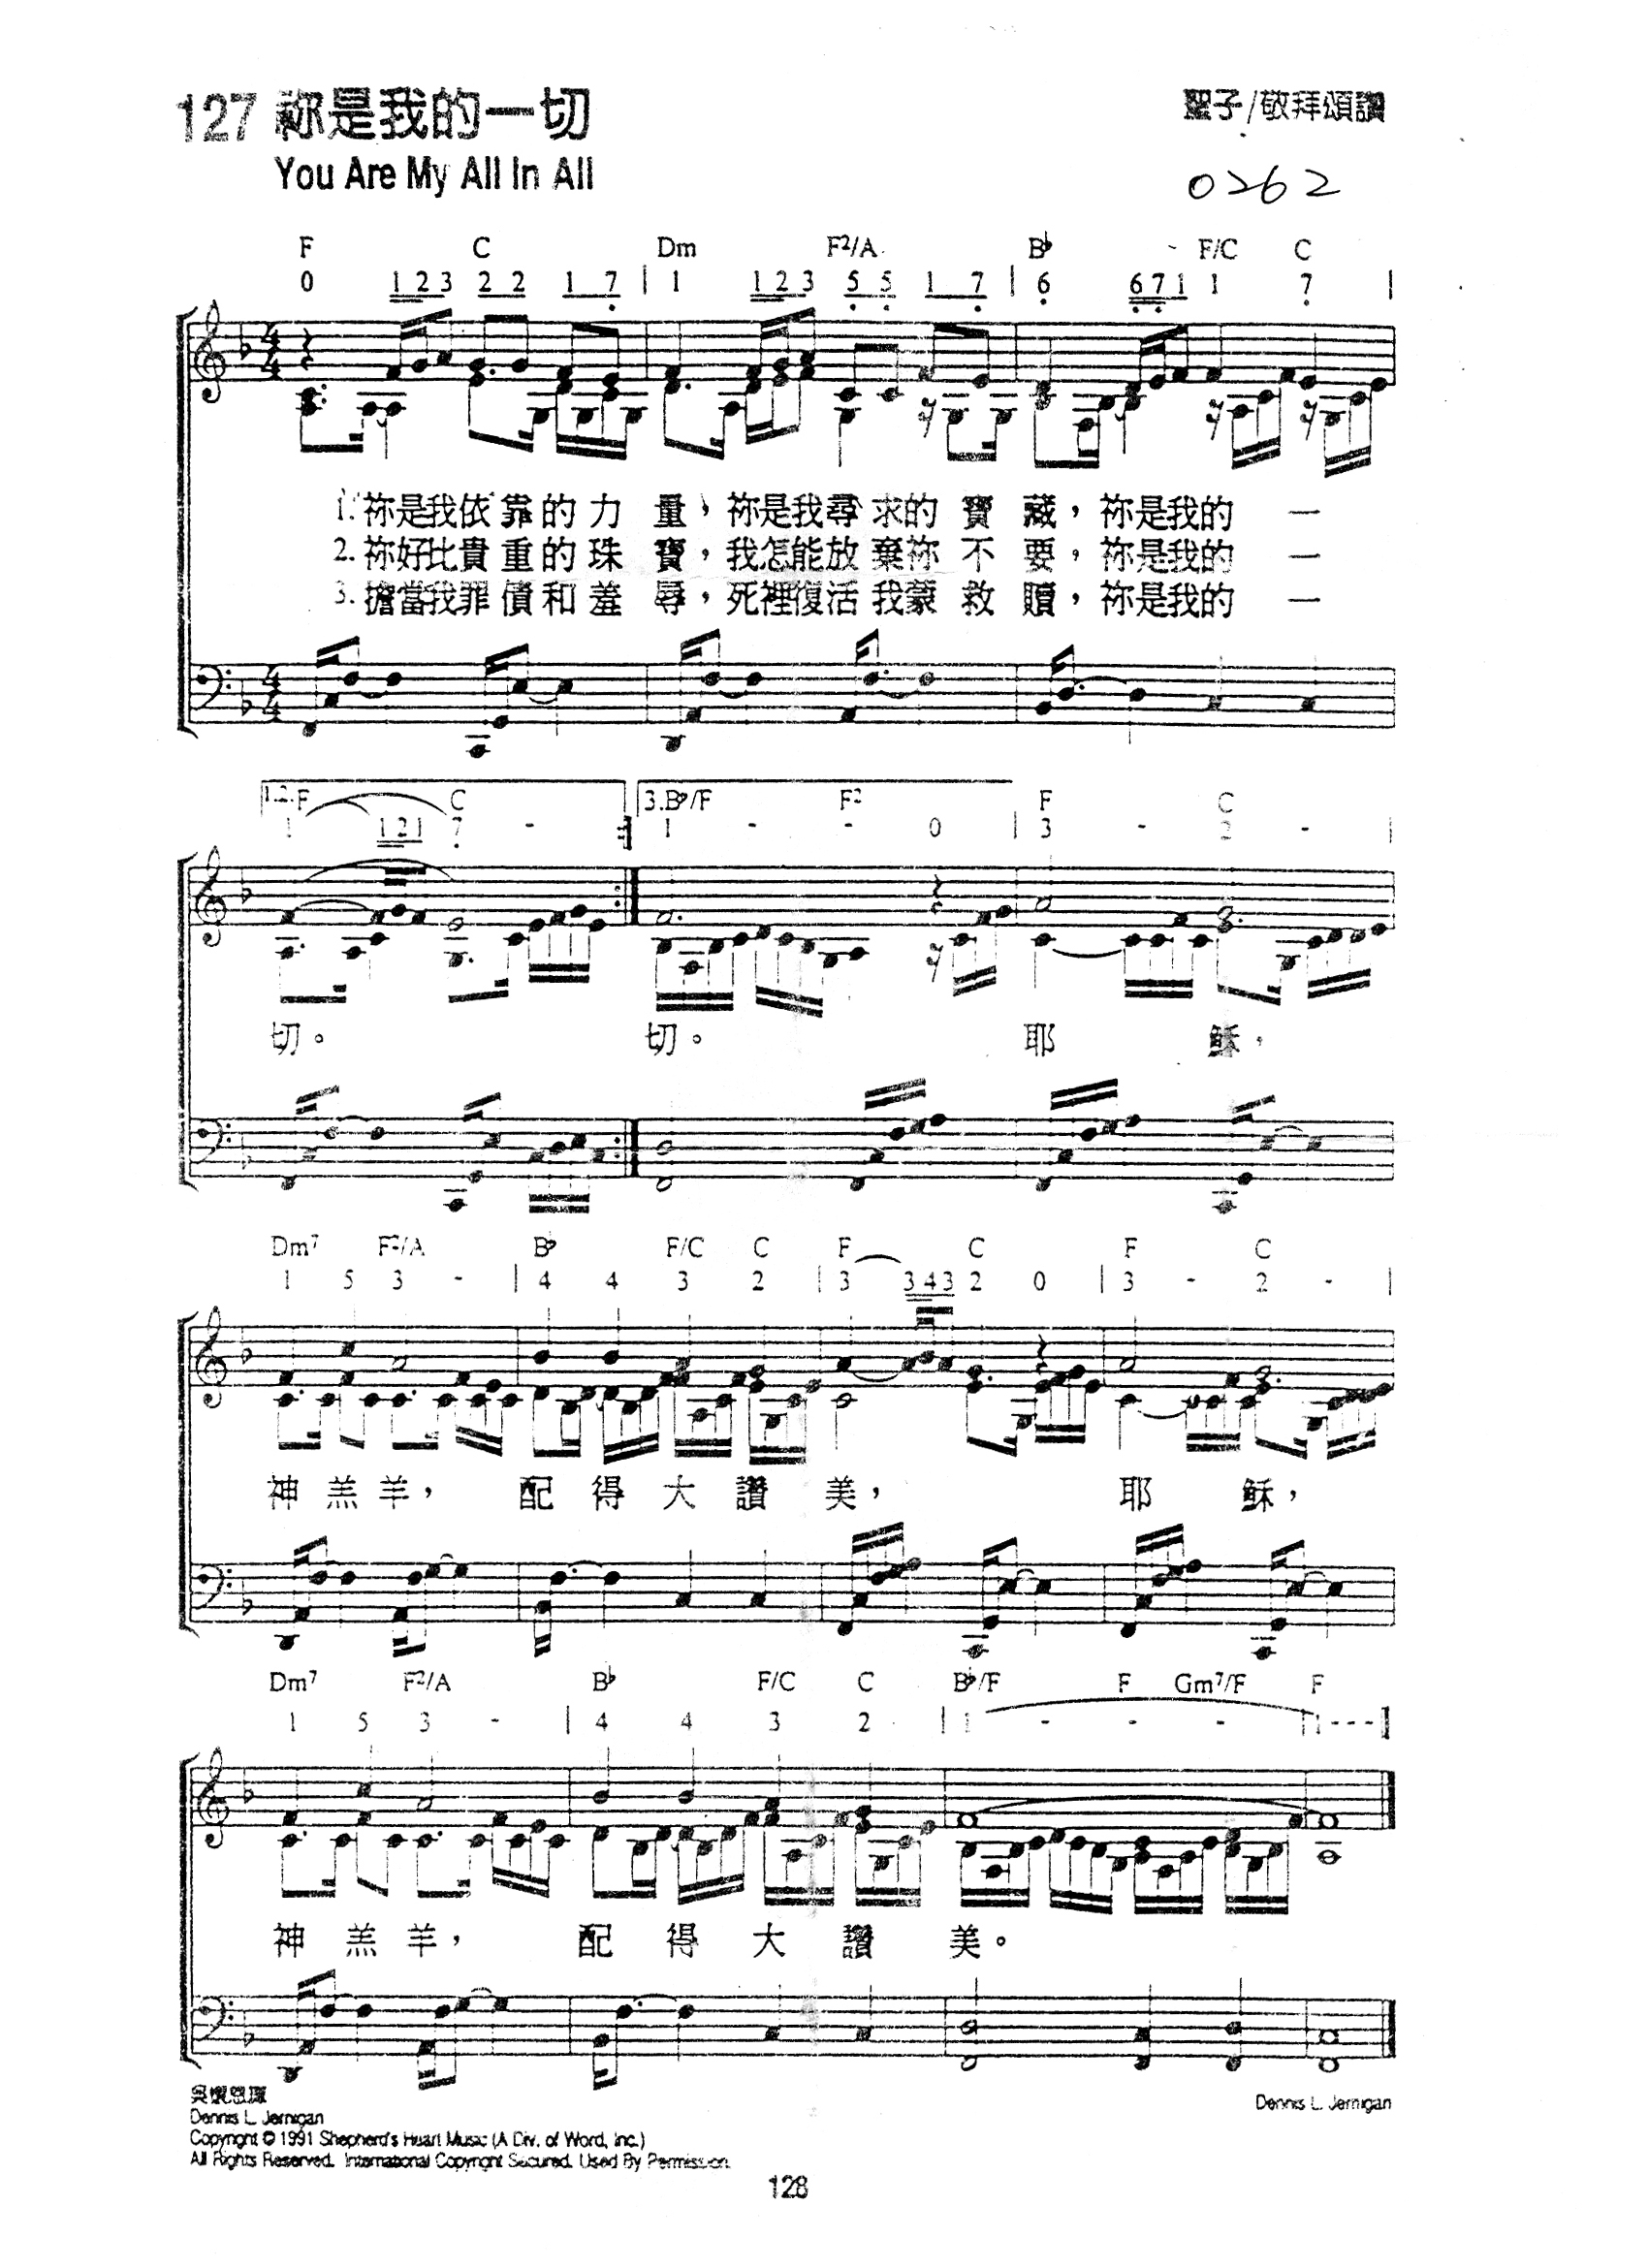 127 祢是我的一切
聖子/敬拜頌讚
You Are My All In All
0262
F C Dm F2/A B♭ F/C C
0 1 2 3 2 2 1 7 | 1 1 2 3 5 5 1 7 | 6 6 7 1 1 7 |
4/4
1. 祢是我依靠的力量，祢是我尋求的寶藏，祢是我的一
2. 祢好比貴重的珠寶，我怎能放棄祢不要，祢是我的一
3. 擔當我罪債和羞辱，死裡復活我蒙救贖，祢是我的一
4/4
1.2. F C 3. B♭/F F2 F C
1 1 2 1 7 - :| 1 - - 0 | 3 - 2 - |
切。 切。 耶穌，
Dm7 F2/A B♭ F/C C F C F C
1 5 3 - | 4 4 3 2 | 3 3 4 3 2 0 | 3 - 2 - |
神羔羊，配得大讚美，耶穌，
Dm7 F2/A B♭ F/C C B♭/F F Gm7/F F
1 5 3 - | 4 4 3 2 | 1 - - - | 1 - - - ‖
神羔羊，配得大讚美。
Dennis L. Jernigan
Dennis L. Jernigan
Copyright © 1991 Shepherd's Heart Music (A Div. of Word, Inc.)
All Rights Reserved. International Copyright Secured. Used By Permission.
128